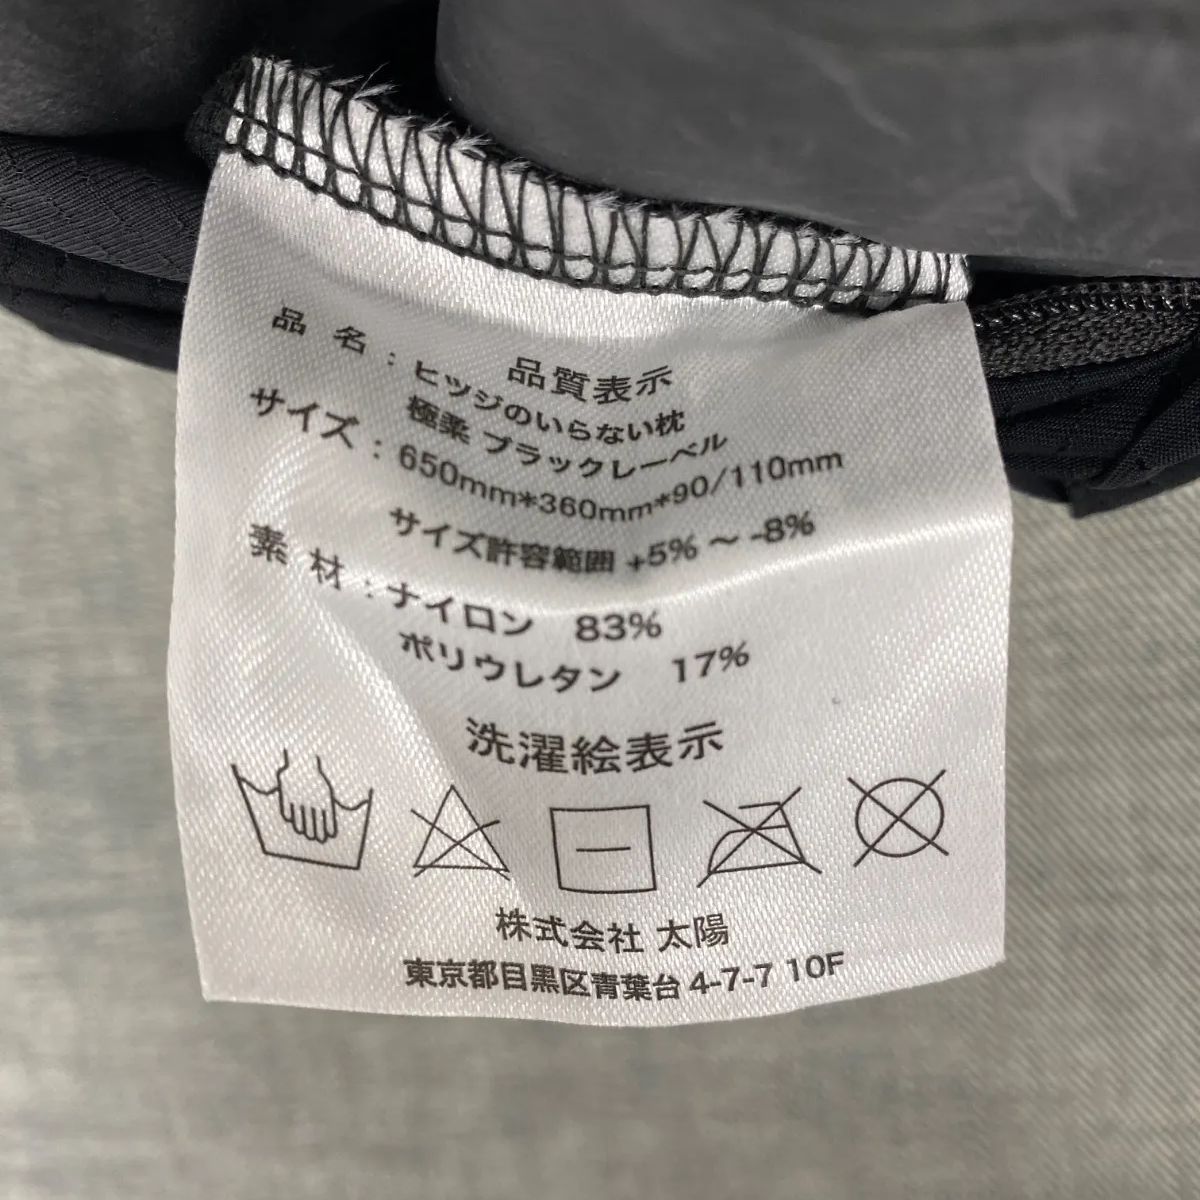 品質表示
品 名 : ヒツジのいらない枕
極柔 ブラックレーベル
サイズ : 650mm*360mm*90/110mm
サイズ許容範囲 +5% ～ -8%
素 材 : ナイロン 83%
ポリウレタン 17%
洗濯絵表示
株式会社 太陽
東京都目黒区青葉台 4-7-7 10F